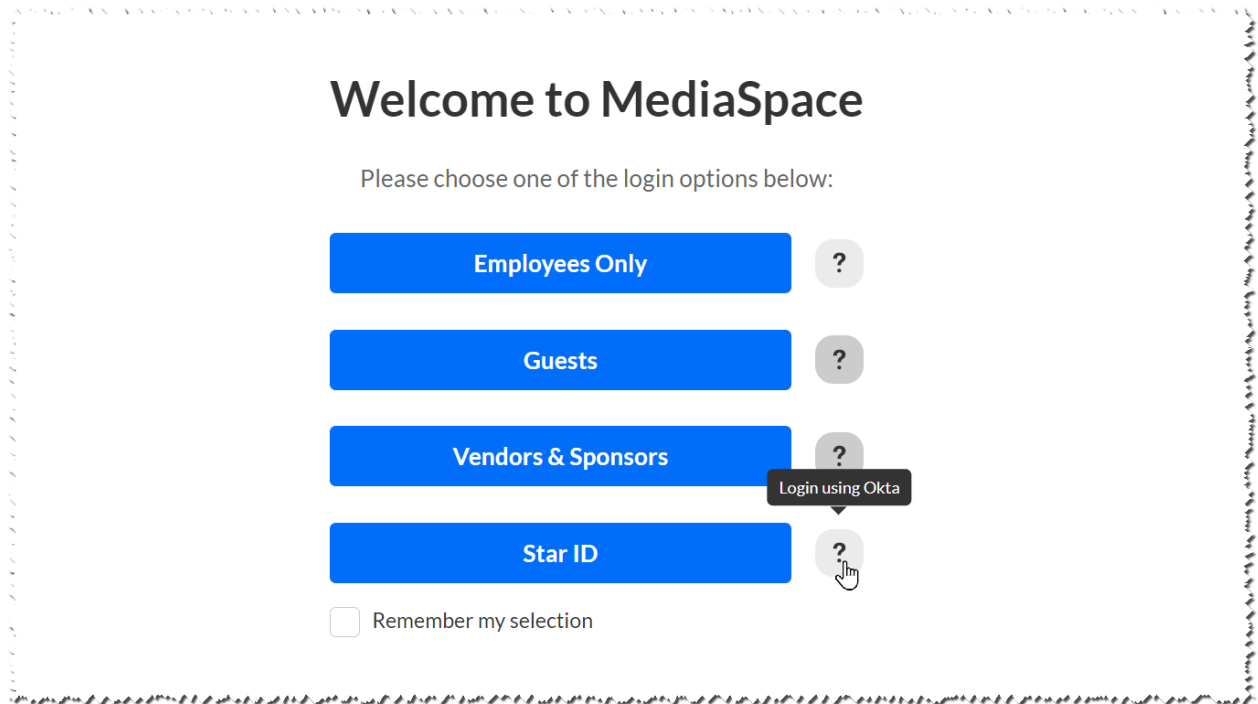 Welcome to MediaSpace
Please choose one of the login options below:
Employees Only
?
Guests
?
Vendors & Sponsors
?
Login using Okta
Star ID
?
Remember my selection